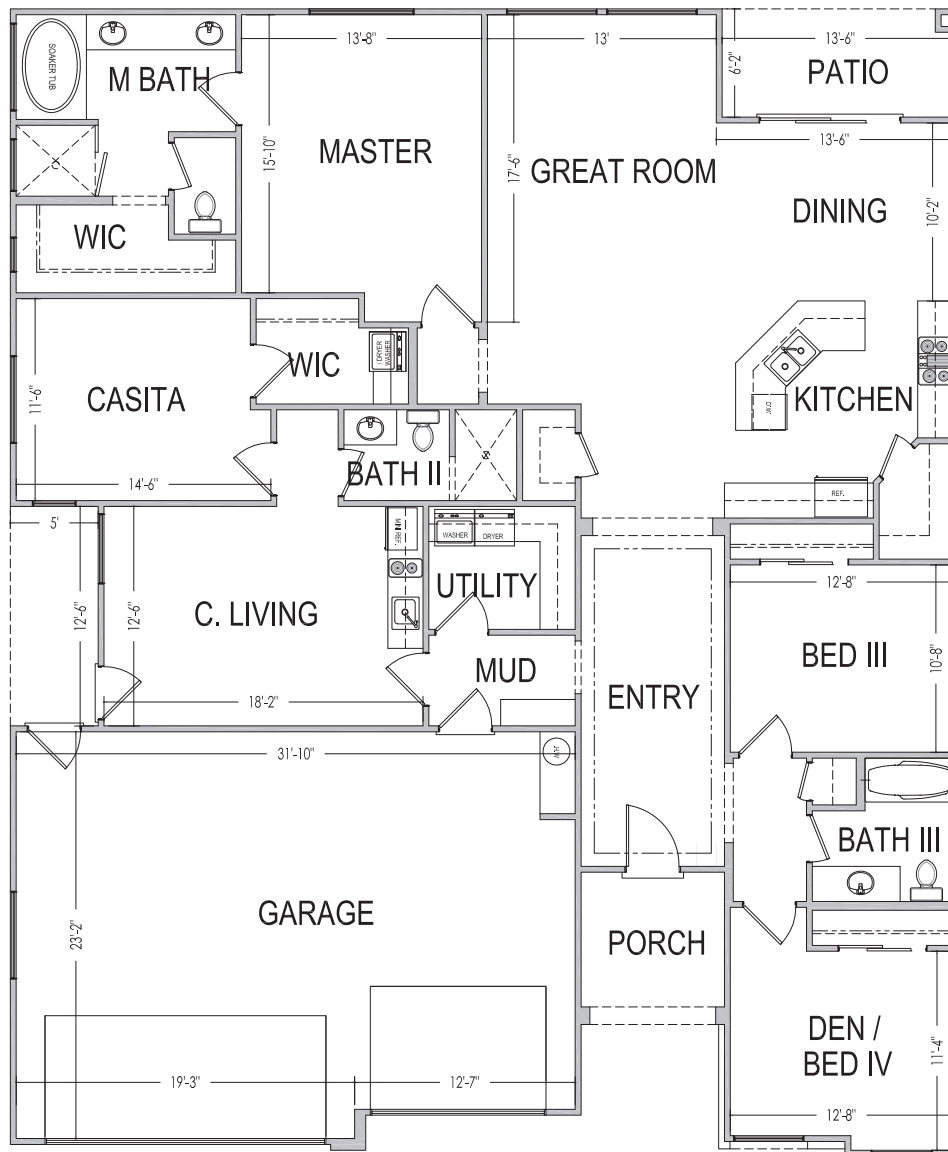 13'-8"
13'
13'-6"
SOAKER TUB
M BATH
6'-2"
PATIO
15'-10"
MASTER
17'-6"
GREAT ROOM
13'-6"
DINING
10'-2"
WIC
11'-6"
CASITA
WIC
DRYER
WASHER
KITCHEN
D.W.
14'-6"
BATH II
REF.
5'
MINI REF.
WASHER
DRYER
12'-6"
12'-6"
C. LIVING
UTILITY
12'-8"
BED III
10'-8"
MUD
18'-2"
ENTRY
31'-10"
H/W
BATH III
23'-2"
GARAGE
PORCH
DEN /
BED IV
11'-4"
19'-3"
12'-7"
12'-8"